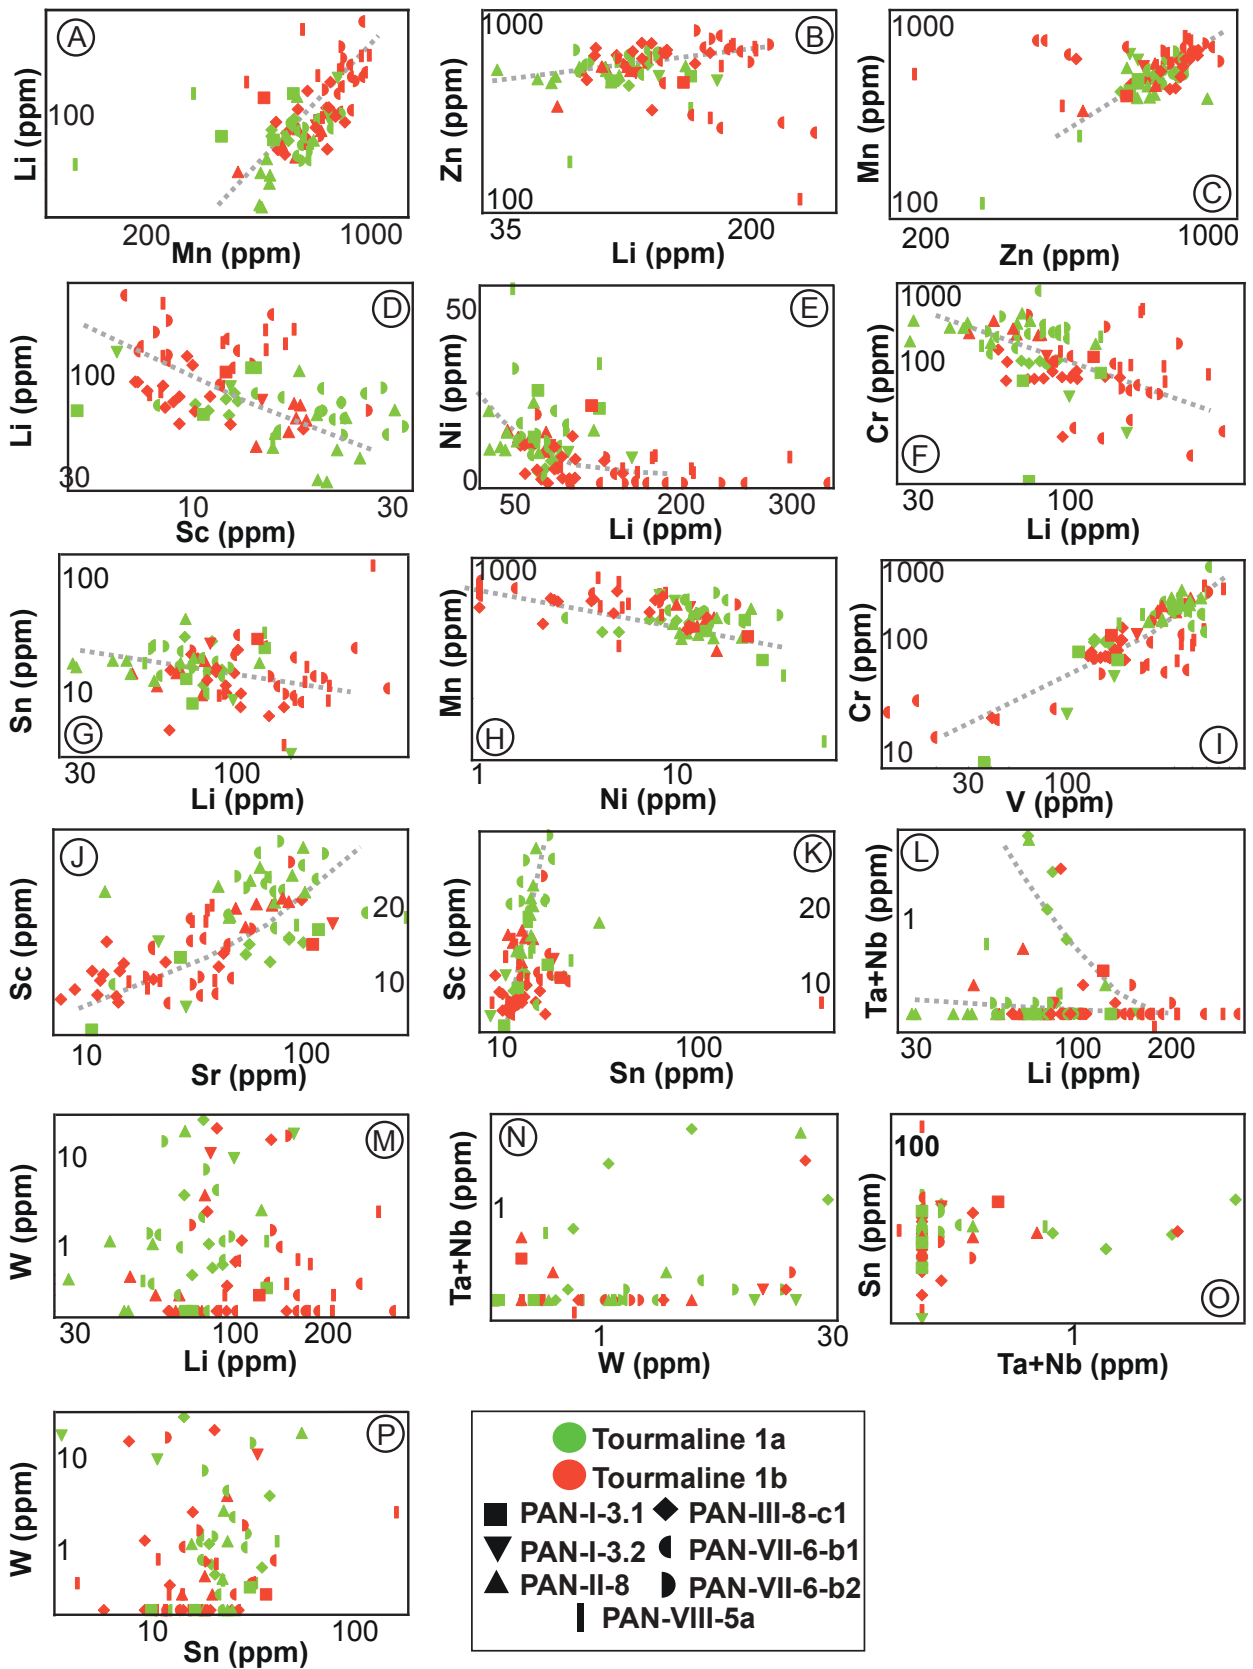 A
Li (ppm)
100
200
1000
Mn (ppm)
B
Zn (ppm)
1000
100
35
200
Li (ppm)
C
Mn (ppm)
1000
100
200
1000
Zn (ppm)
D
Li (ppm)
100
30
10
30
Sc (ppm)
E
Ni (ppm)
50
0
50
200
300
Li (ppm)
F
Cr (ppm)
1000
100
30
100
Li (ppm)
G
Sn (ppm)
100
10
30
100
Li (ppm)
H
Mn (ppm)
1000
1
10
Ni (ppm)
I
Cr (ppm)
1000
100
10
30
100
V (ppm)
J
Sc (ppm)
20
10
10
100
Sr (ppm)
K
Sc (ppm)
20
10
10
100
Sn (ppm)
L
Ta+Nb (ppm)
1
30
100
200
Li (ppm)
M
W (ppm)
10
1
30
100
200
Li (ppm)
N
Ta+Nb (ppm)
1
1
30
W (ppm)
O
Sn (ppm)
100
1
Ta+Nb (ppm)
P
W (ppm)
10
1
10
100
Sn (ppm)
Tourmaline 1a
Tourmaline 1b
PAN-I-3.1 PAN-III-8-c1
PAN-I-3.2 PAN-VII-6-b1
PAN-II-8 PAN-VII-6-b2
PAN-VIII-5a